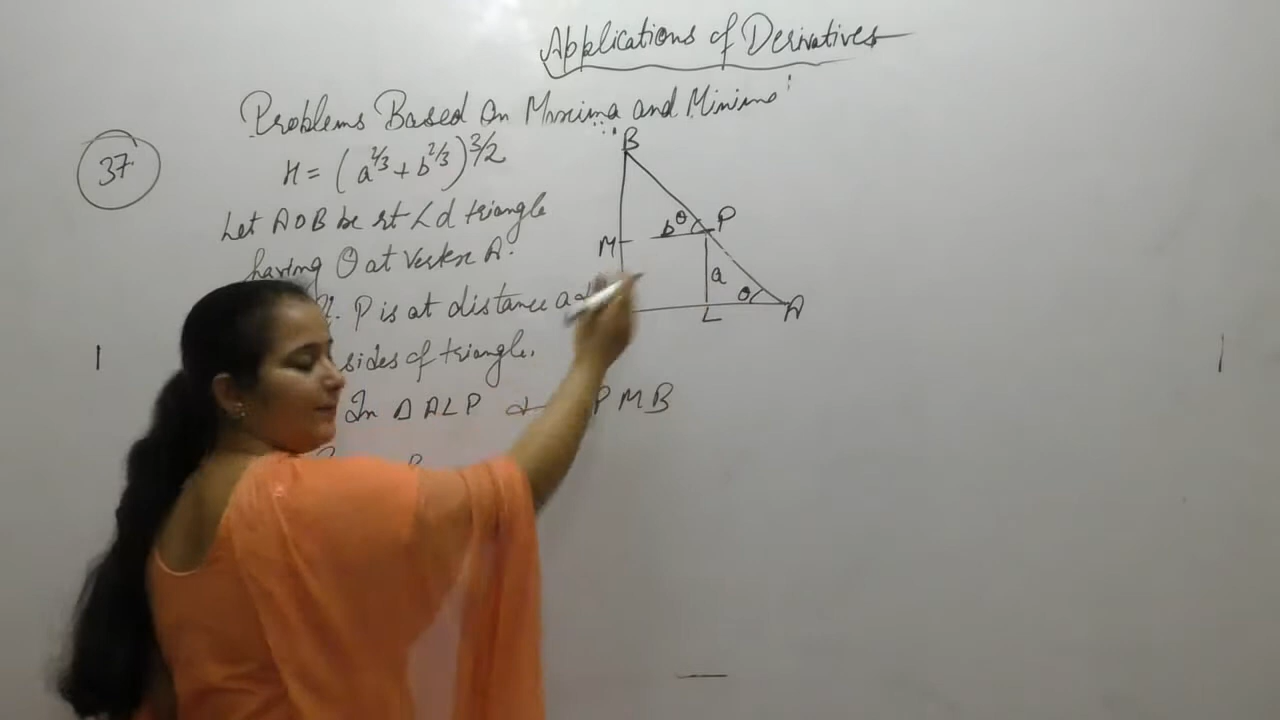 Applications of Derivatives
Problems Based On Maxima and Minima
37.
H = (a^2/3 + b^2/3)^3/2
Let AOB be rt ∠d triangle
having θ at vertex A.
P is at distance a
sides of triangle.
In Δ ALP & PMB
B
θ
b
P
M
a
θ
L
A